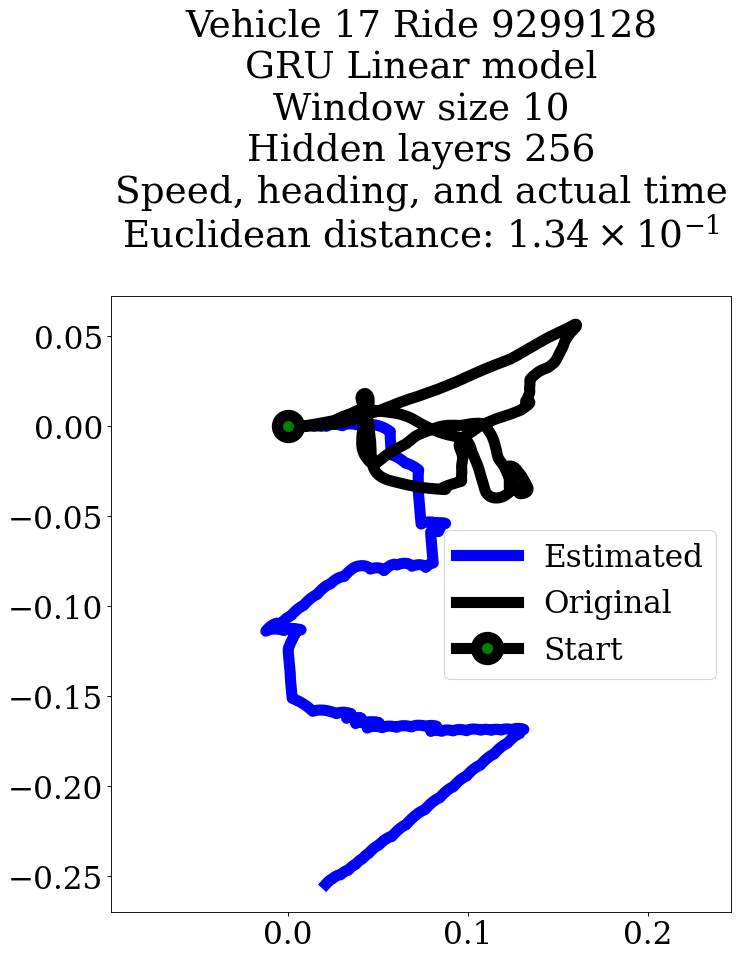 Vehicle 17 Ride 9299128
GRU Linear model
Window size 10
Hidden layers 256
Speed, heading, and actual time
Euclidean distance: 1.34 × 10⁻¹
0.05
0.00
−0.05
−0.10
−0.15
−0.20
−0.25
Estimated
Original
Start
0.0 0.1 0.2